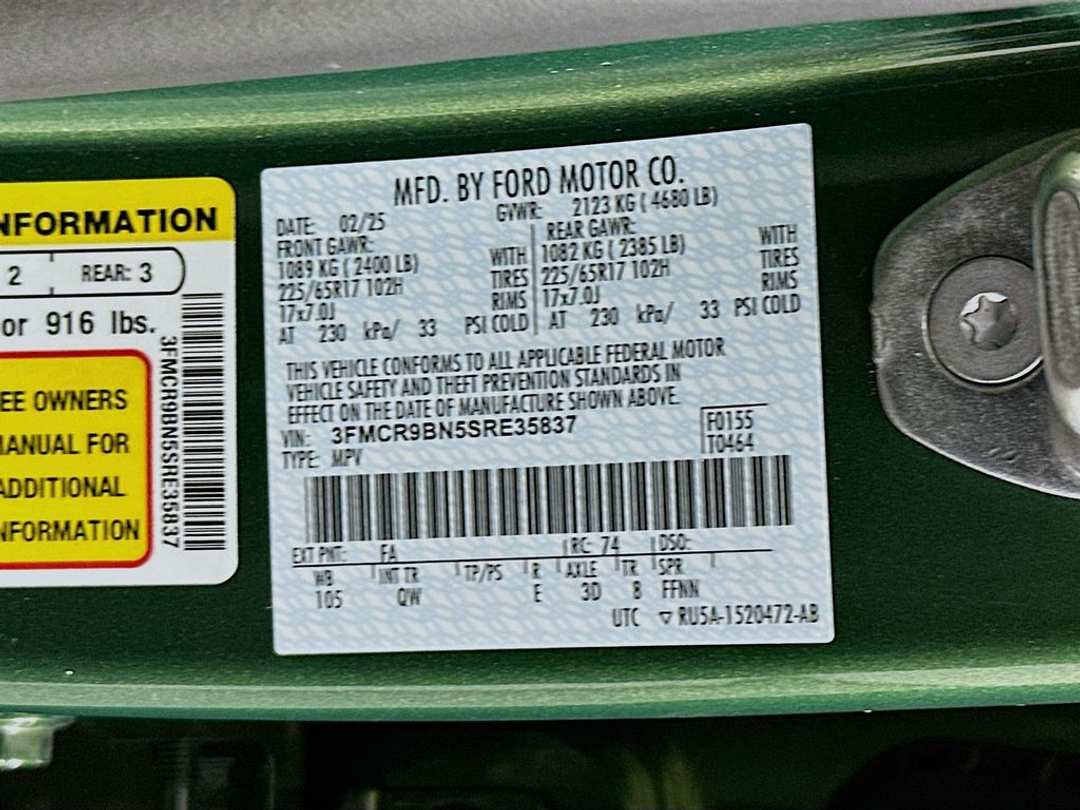 NFORMATION
2 REAR: 3
or 916 lbs.
EE OWNERS
MANUAL FOR
ADDITIONAL
NFORMATION
3FMCR9BN5SRE35837
MFD. BY FORD MOTOR CO.
DATE: 02/25 GVWR: 2123 KG ( 4680 LB)
FRONT GAWR: REAR GAWR:
1089 KG ( 2400 LB) WITH 1082 KG ( 2385 LB) WITH
225/65R17 102H TIRES 225/65R17 102H TIRES
17x7.0J RIMS 17x7.0J RIMS
AT 230 kPa/ 33 PSI COLD AT 230 kPa/ 33 PSI COLD
THIS VEHICLE CONFORMS TO ALL APPLICABLE FEDERAL MOTOR
VEHICLE SAFETY AND THEFT PREVENTION STANDARDS IN
EFFECT ON THE DATE OF MANUFACTURE SHOWN ABOVE.
VIN: 3FMCR9BN5SRE35837 F0155
TYPE: MPV T0464
EXT PNT: FA RC: 74 DSO:
WB INT TR TP/PS R AXLE TR SPR
105 QW E 3D 8 FFNN
UTC ▽ RU5A-1520472-AB